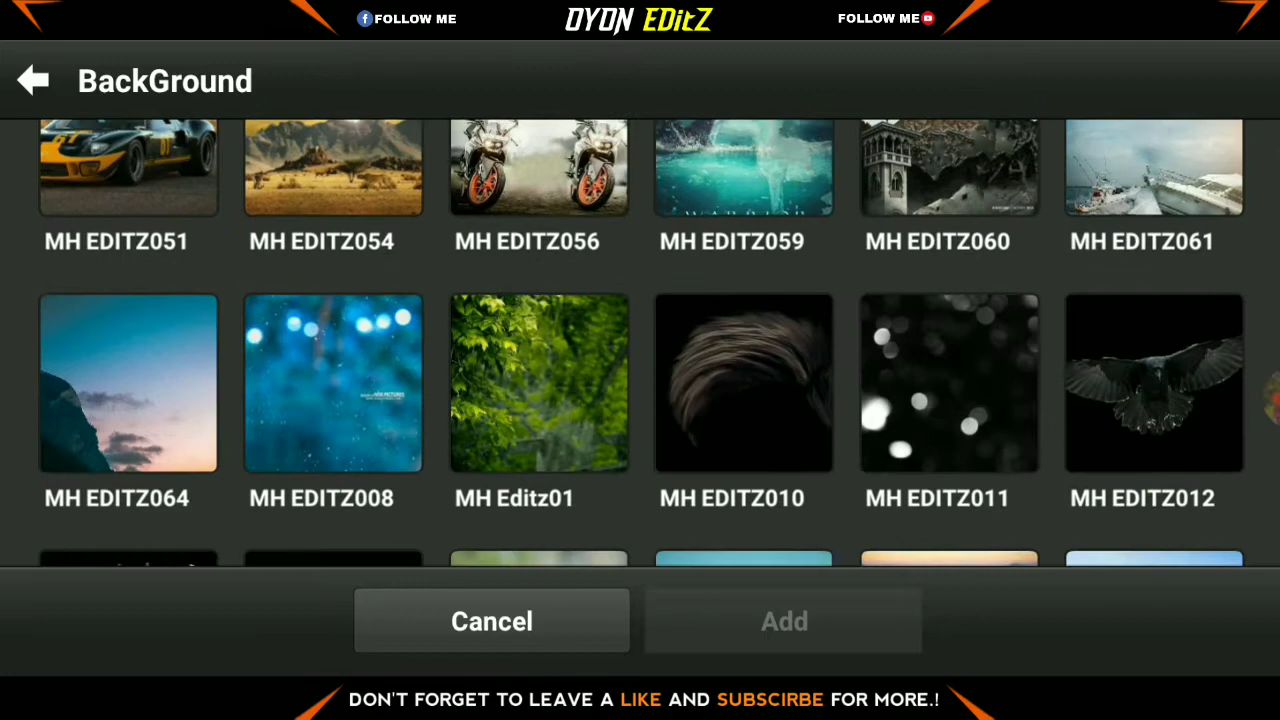 FOLLOW ME
OYON EDitZ
FOLLOW ME
BackGround
MH EDITZ051
MH EDITZ054
MH EDITZ056
MH EDITZ059
MH EDITZ060
MH EDITZ061
MH EDITZ064
MH EDITZ008
MH Editz01
MH EDITZ010
MH EDITZ011
MH EDITZ012
Cancel
Add
DON'T FORGET TO LEAVE A LIKE AND SUBSCIRBE FOR MORE.!